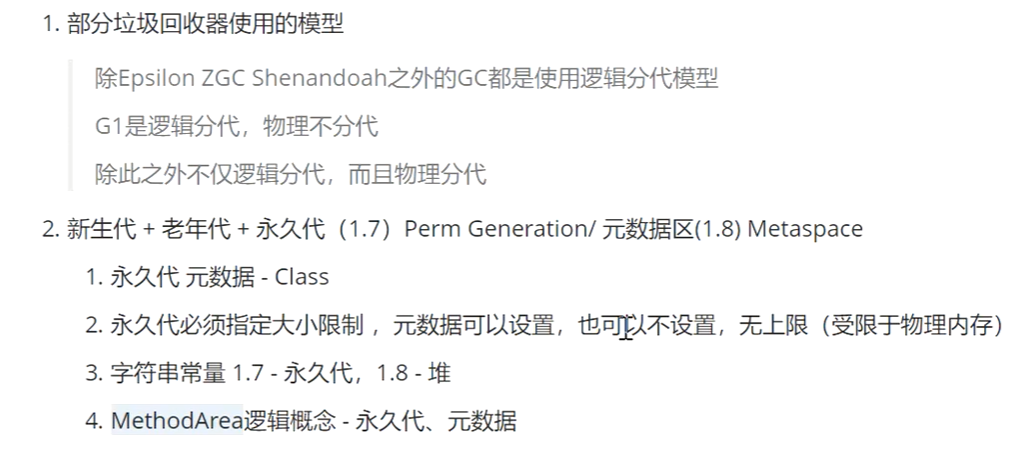 1. 部分垃圾回收器使用的模型
除Epsilon ZGC Shenandoah之外的GC都是使用逻辑分代模型
G1是逻辑分代，物理不分代
除此之外不仅逻辑分代，而且物理分代
2. 新生代 + 老年代 + 永久代（1.7）Perm Generation/ 元数据区(1.8) Metaspace
1. 永久代 元数据 - Class
2. 永久代必须指定大小限制 ，元数据可以设置，也可以不设置，无上限（受限于物理内存）
3. 字符串常量 1.7 - 永久代，1.8 - 堆
4. MethodArea逻辑概念 - 永久代、元数据